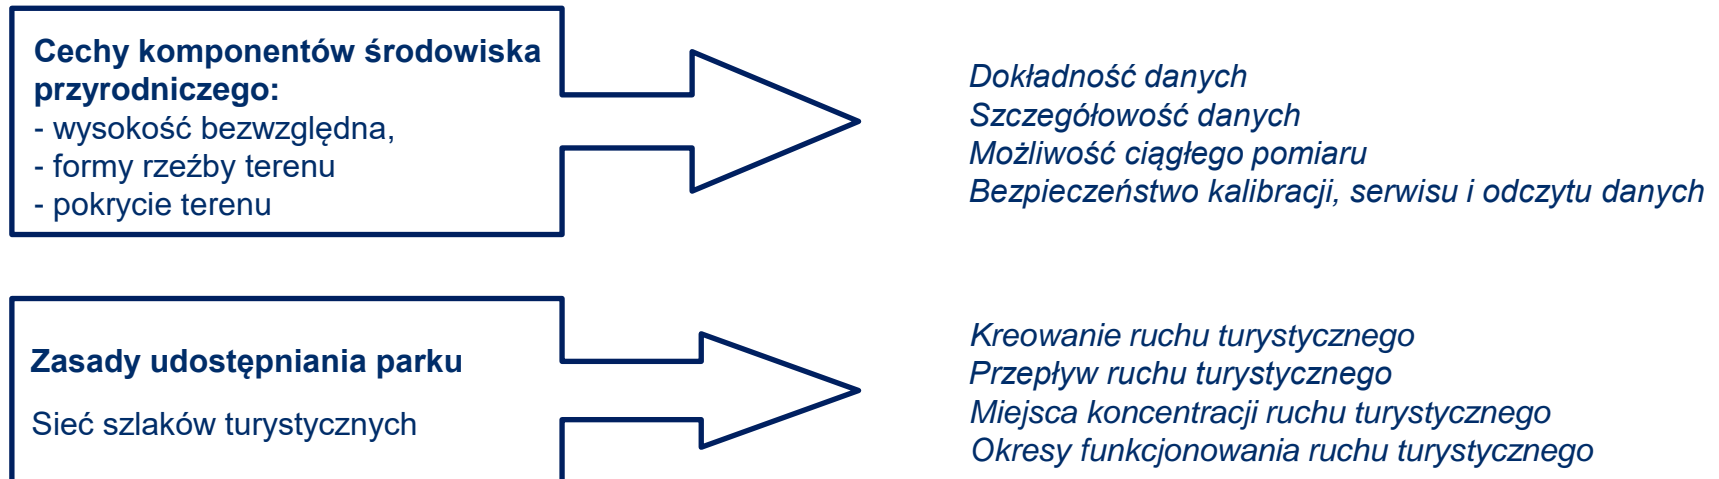 Cechy komponentów środowiska
przyrodniczego:
- wysokość bezwzględna,
- formy rzeźby terenu
- pokrycie terenu
Dokładność danych
Szczegółowość danych
Możliwość ciągłego pomiaru
Bezpieczeństwo kalibracji, serwisu i odczytu danych
Zasady udostępniania parku
Sieć szlaków turystycznych
Kreowanie ruchu turystycznego
Przepływ ruchu turystycznego
Miejsca koncentracji ruchu turystycznego
Okresy funkcjonowania ruchu turystycznego